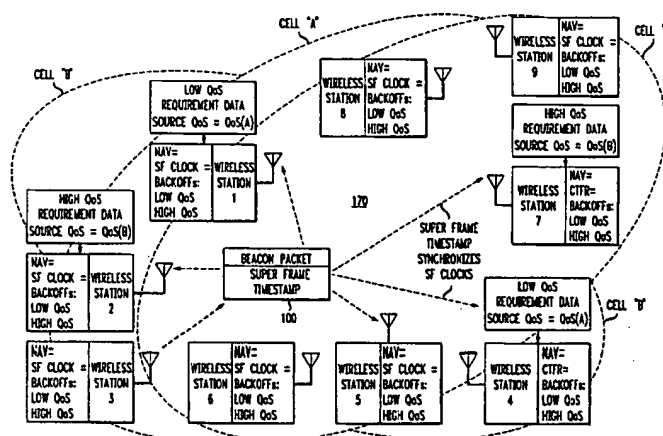 CELL "A"
CELL "B"
CELL "
LOW QoS
REQUIREMENT DATA
SOURCE QoS = QoS(A)
NAV=
SF CLOCK =
BACKOFFs:
LOW QoS
HIGH QoS
WIRELESS
STATION
1
WIRELESS
STATION
8
NAV=
SF CLOCK =
BACKOFFs:
LOW QoS
HIGH QoS
WIRELESS
STATION
9
NAV=
SF CLOCK =
BACKOFFs:
LOW QoS
HIGH QoS
HIGH QoS
REQUIREMENT DATA
SOURCE QoS = QoS(B)
WIRELESS
STATION
7
NAV=
CTFR=
BACKOFFs:
LOW QoS
HIGH QoS
170
HIGH QoS
REQUIREMENT DATA
SOURCE QoS = QoS(B)
NAV=
SF CLOCK =
BACKOFFs:
LOW QoS
HIGH QoS
WIRELESS
STATION
2
BEACON PACKET
SUPER FRAME
TIMESTAMP
100
SUPER FRAME
TIMESTAMP
SYNCHRONIZES
SF CLOCKS
LOW QoS
REQUIREMENT DATA
SOURCE QoS = QoS(A)
CELL "B"
NAV=
SF CLOCK =
BACKOFFs:
LOW QoS
HIGH QoS
WIRELESS
STATION
3
WIRELESS
STATION
6
NAV=
SF CLOCK =
BACKOFFs:
LOW QoS
HIGH QoS
WIRELESS
STATION
5
NAV=
SF CLOCK =
BACKOFFs:
LOW QoS
HIGH QoS
WIRELESS
STATION
4
NAV=
CTFR=
BACKOFFs:
LOW QoS
HIGH QoS